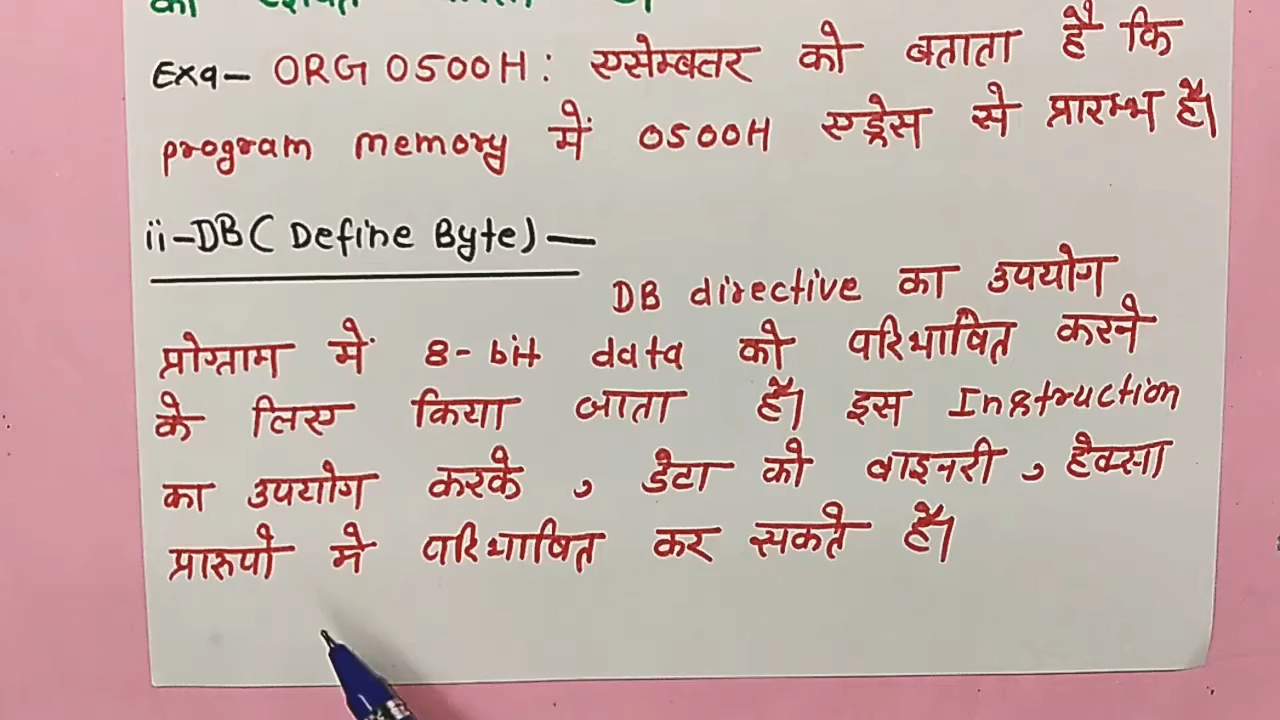 Exa- ORG 0500H: एसेम्बलर को बताता है कि
program memory में 0500H एड्रेस से प्रारम्भ है।
ii-DB( Define Byte) —
DB directive का उपयोग
प्रोग्राम में 8-bit data को परिभाषित करने
के लिए किया जाता है। इस Instruction
का उपयोग करके , डेटा को बाइनरी , हैक्सा
प्रारुपो मे परिभाषित कर सकते है।